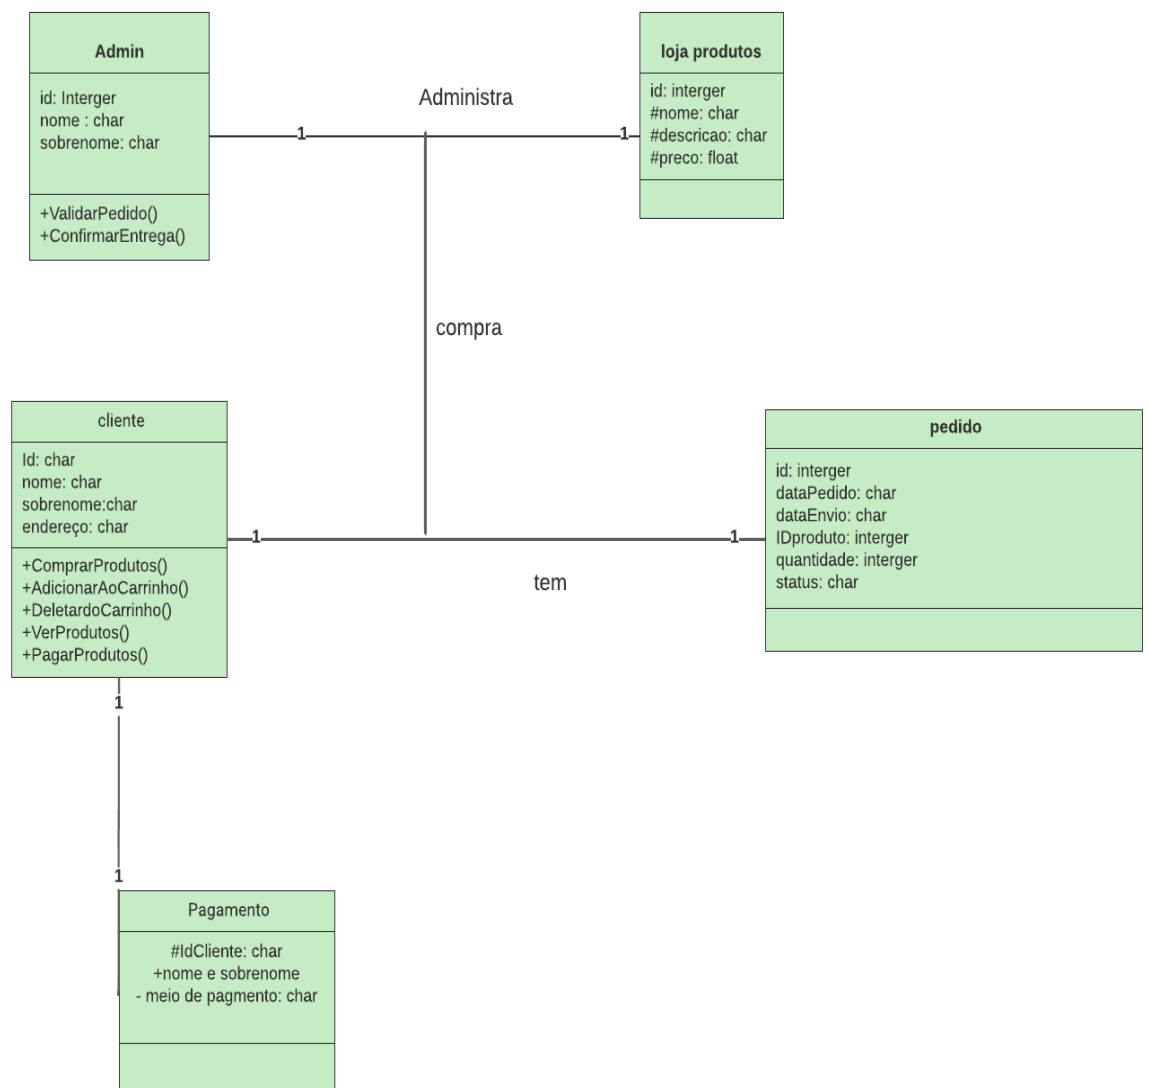 Admin
id: Interger
nome : char
sobrenome: char
+ValidarPedido()
+ConfirmarEntrega()
Administra
1
1
loja produtos
id: interger
#nome: char
#descricao: char
#preco: float
compra
cliente
Id: char
nome: char
sobrenome:char
endereço: char
+ComprarProdutos()
+AdicionarAoCarrinho()
+DeletardoCarrinho()
+VerProdutos()
+PagarProdutos()
1
1
tem
pedido
id: interger
dataPedido: char
dataEnvio: char
IDproduto: interger
quantidade: interger
status: char
1
1
Pagamento
#IdCliente: char
+nome e sobrenome
- meio de pagmento: char